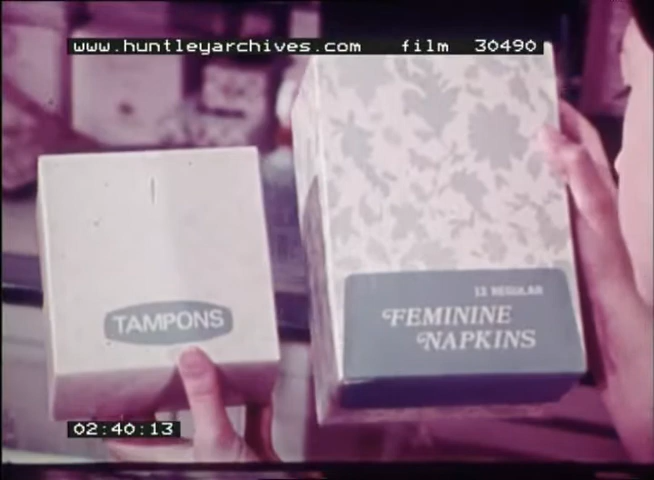 www.huntleyarchives.com film 30490
TAMPONS
12 REGULAR
FEMININE
NAPKINS
02:40:13